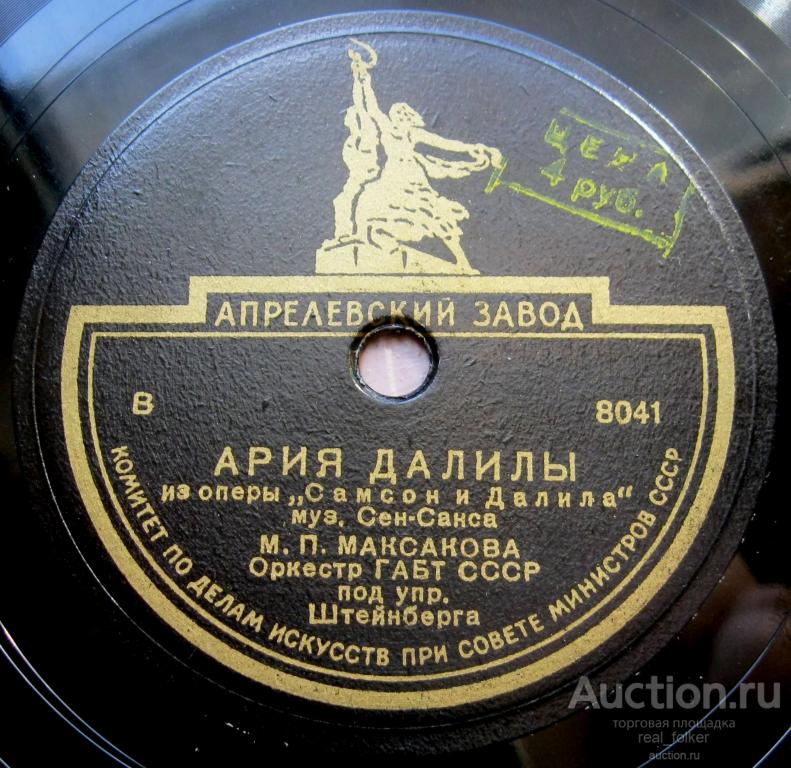 ЦЕНА
4 руб.
АПРЕЛЕВСКИЙ ЗАВОД
В 8041
АРИЯ ДАЛИЛЫ
из оперы „Самсон и Далила"
муз. Сен-Санса
М. П. МАКСАКОВА
Оркестр ГАБТ СССР
под упр.
Штейнберга
КОМИТЕТ ПО ДЕЛАМ ИСКУССТВ ПРИ СОВЕТЕ МИНИСТРОВ СССР
Auction.ru
торговая площадка
real_folker
auction.ru